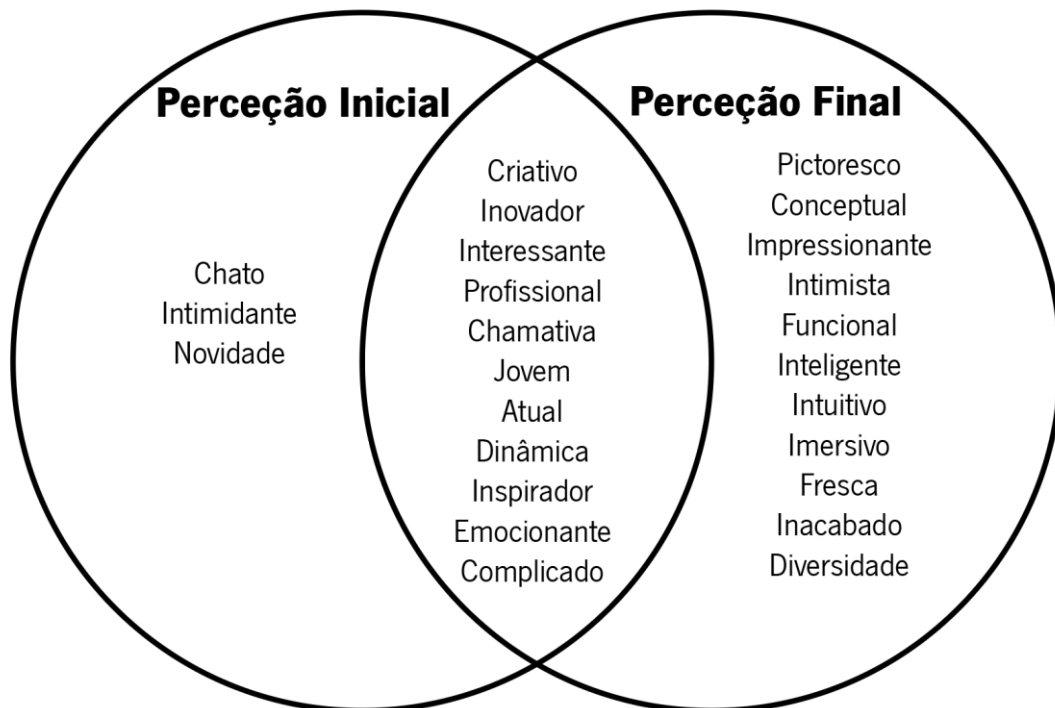 Perceção Inicial
Chato
Intimidante
Novidade
Criativo
Inovador
Interessante
Profissional
Chamativa
Jovem
Atual
Dinâmica
Inspirador
Emocionante
Complicado
Perceção Final
Pictoresco
Conceptual
Impressionante
Intimista
Funcional
Inteligente
Intuitivo
Imersivo
Fresca
Inacabado
Diversidade